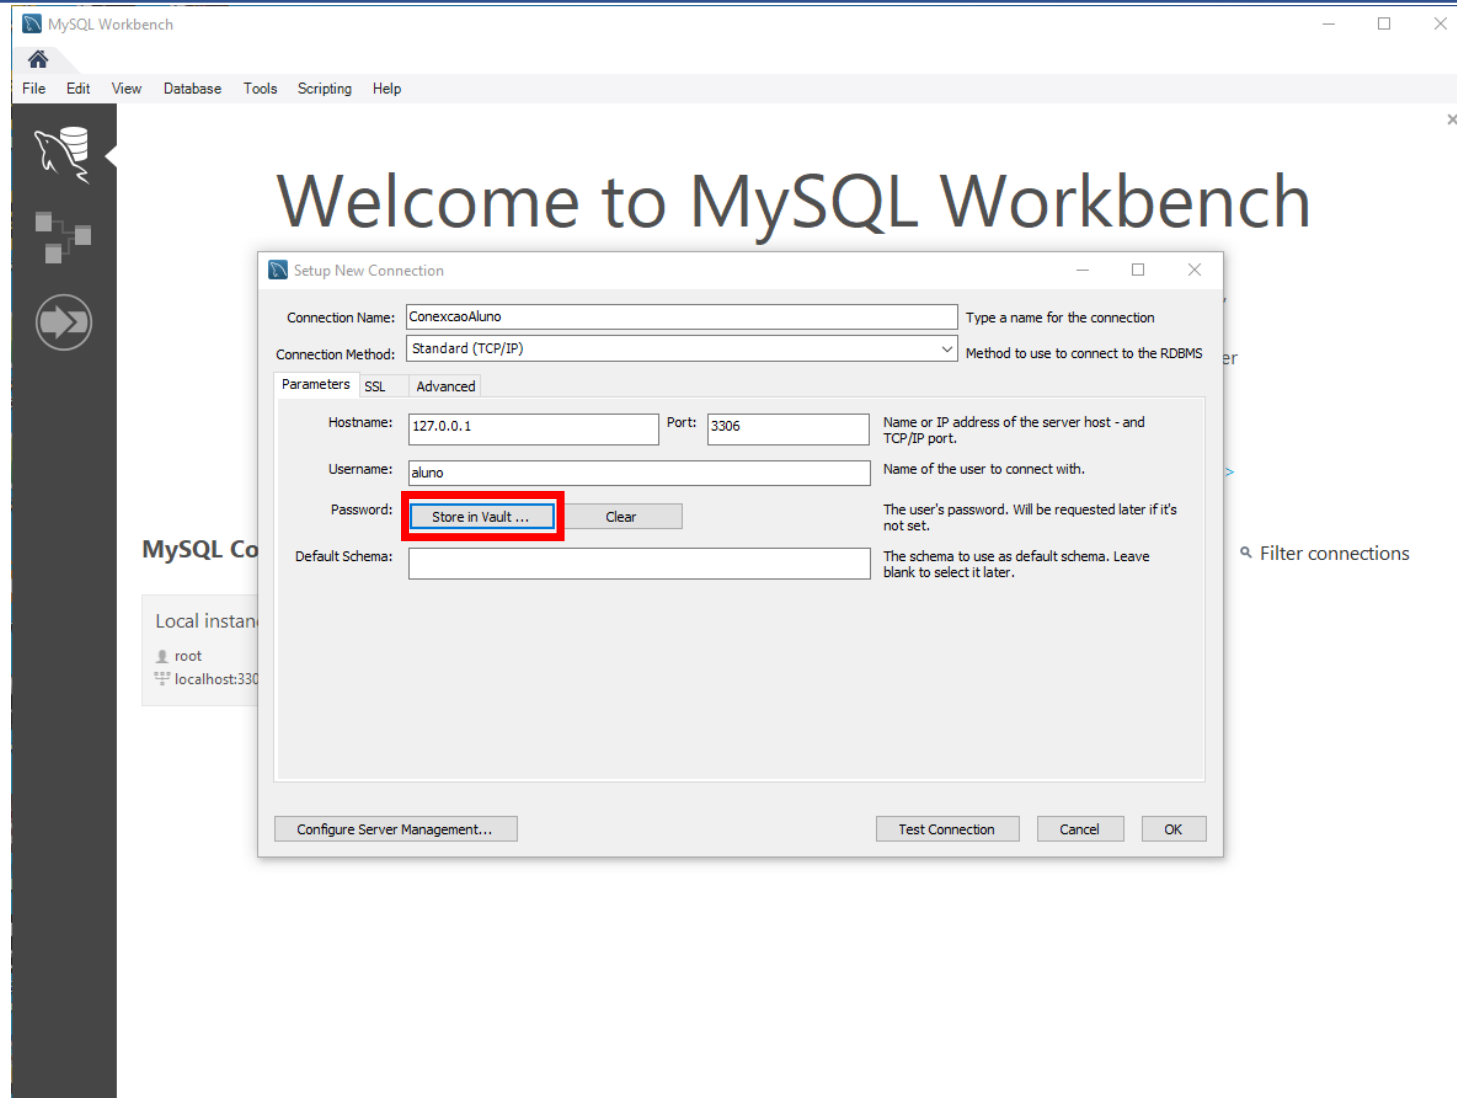 MySQL Workbench
File Edit View Database Tools Scripting Help
Welcome to MySQL Workbench
Setup New Connection
Connection Name: ConexcaoAluno Type a name for the connection
Connection Method: Standard (TCP/IP) Method to use to connect to the RDBMS
er
Parameters SSL Advanced
Hostname: 127.0.0.1 Port: 3306 Name or IP address of the server host - and
TCP/IP port.
Username: aluno Name of the user to connect with.
>
Password: Store in Vault ... Clear The user's password. Will be requested later if it's
not set.
MySQL Co
Filter connections
Default Schema: The schema to use as default schema. Leave
blank to select it later.
Local instan
root
localhost:330
Configure Server Management... Test Connection Cancel OK